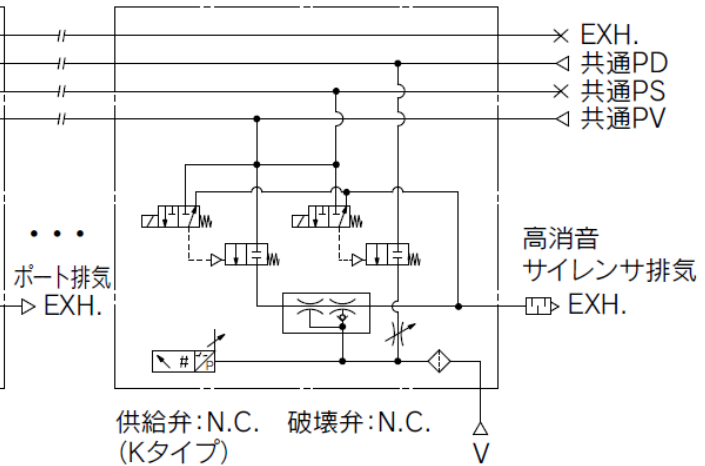 EXH.
共通PD
共通PS
共通PV
・・・
ポート排気
EXH.
高消音
サイレンサ排気
EXH.
# P
供給弁:N.C. 破壊弁:N.C.
(Kタイプ)
V